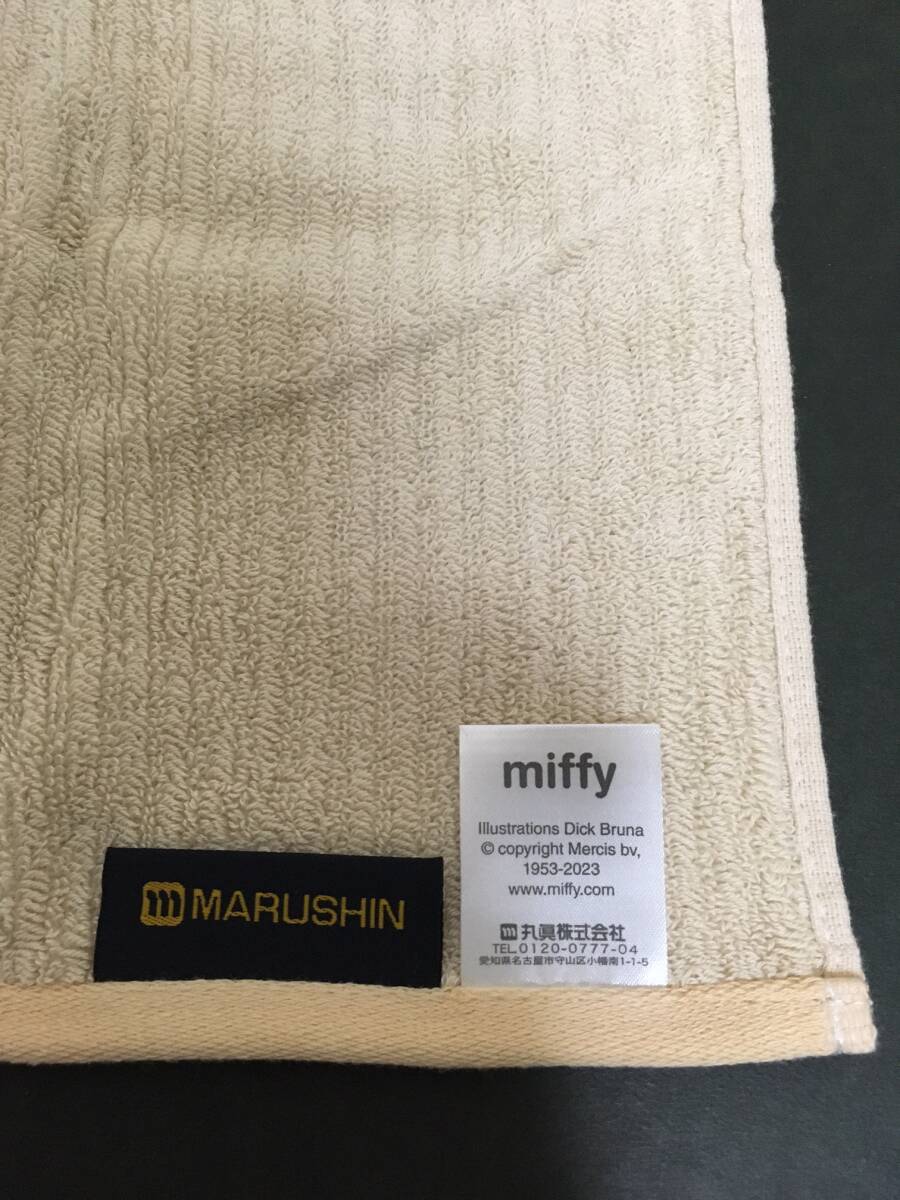 miffy
Illustrations Dick Bruna
© copyright Mercis bv,
1953-2023
www.miffy.com
丸眞株式会社
TEL.0120-0777-04
愛知県名古屋市守山区小幡南1-1-5
MARUSHIN